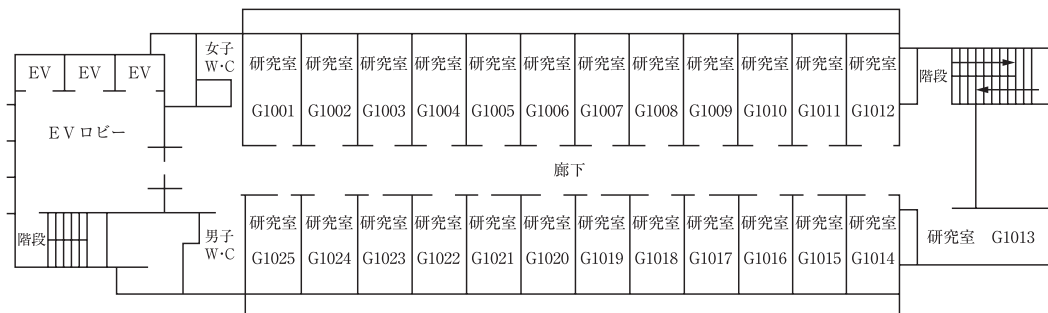 女子
W・C
研究室 研究室 研究室 研究室 研究室 研究室 研究室 研究室 研究室 研究室 研究室 研究室
EV EV EV
階段
G1001 G1002 G1003 G1004 G1005 G1006 G1007 G1008 G1009 G1010 G1011 G1012
EVロビー
廊下
研究室 研究室 研究室 研究室 研究室 研究室 研究室 研究室 研究室 研究室 研究室 研究室
階段
男子
W・C
研究室 G1013
G1025 G1024 G1023 G1022 G1021 G1020 G1019 G1018 G1017 G1016 G1015 G1014